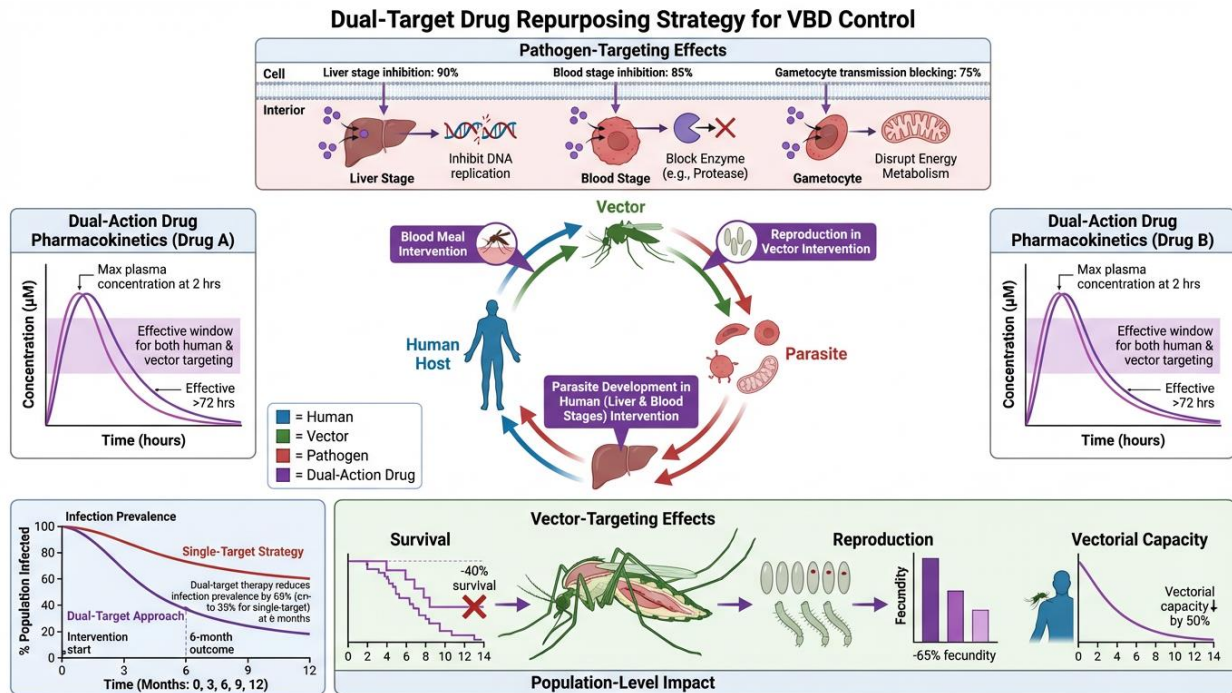 Dual-Target Drug Repurposing Strategy for VBD Control
Pathogen-Targeting Effects
Cell
Liver stage inhibition: 90%
Blood stage inhibition: 85%
Gametocyte transmission blocking: 75%
Interior
Liver Stage
Inhibit DNA
replication
Blood Stage
Block Enzyme
(e.g., Protease)
Gametocyte
Disrupt Energy
Metabolism
Dual-Action Drug
Pharmacokinetics (Drug A)
Concentration (μM)
Max plasma
concentration at 2 hrs
Effective window
for both human &
vector targeting
Effective
>72 hrs
Time (hours)
Vector
Blood Meal
Intervention
Reproduction in
Vector Intervention
Human
Host
Parasite
Parasite Development in
Human (Liver & Blood
Stages) Intervention
= Human
= Vector
= Pathogen
= Dual-Action Drug
Dual-Action Drug
Pharmacokinetics (Drug B)
Concentration (μM)
Max plasma
concentration at 2 hrs
Effective window
for both human &
vector targeting
Effective
>72 hrs
Time (hours)
Infection Prevalence
% Population Infected
100
80
60
40
20
0
Single-Target Strategy
Dual-target therapy reduces
infection prevalence by 69% (cn-
to 35% for single-target)
at 6 months
Dual-Target Approach
Intervention
start
6-month
outcome
0 3 6 9 12
Time (Months: 0, 3, 6, 9, 12)
Vector-Targeting Effects
Survival
-40%
survival
0 2 4 6 8 10 12 14
Reproduction
Fecundity
-65% fecundity
Vectorial Capacity
Vectorial
capacity
by 50%
0 2 4 6 8 10 12 14
Population-Level Impact